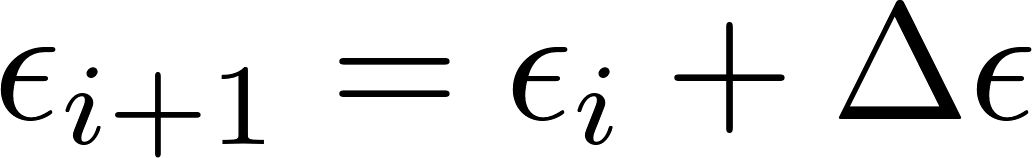 ϵ_{i+1} = ϵ_i + Δϵ